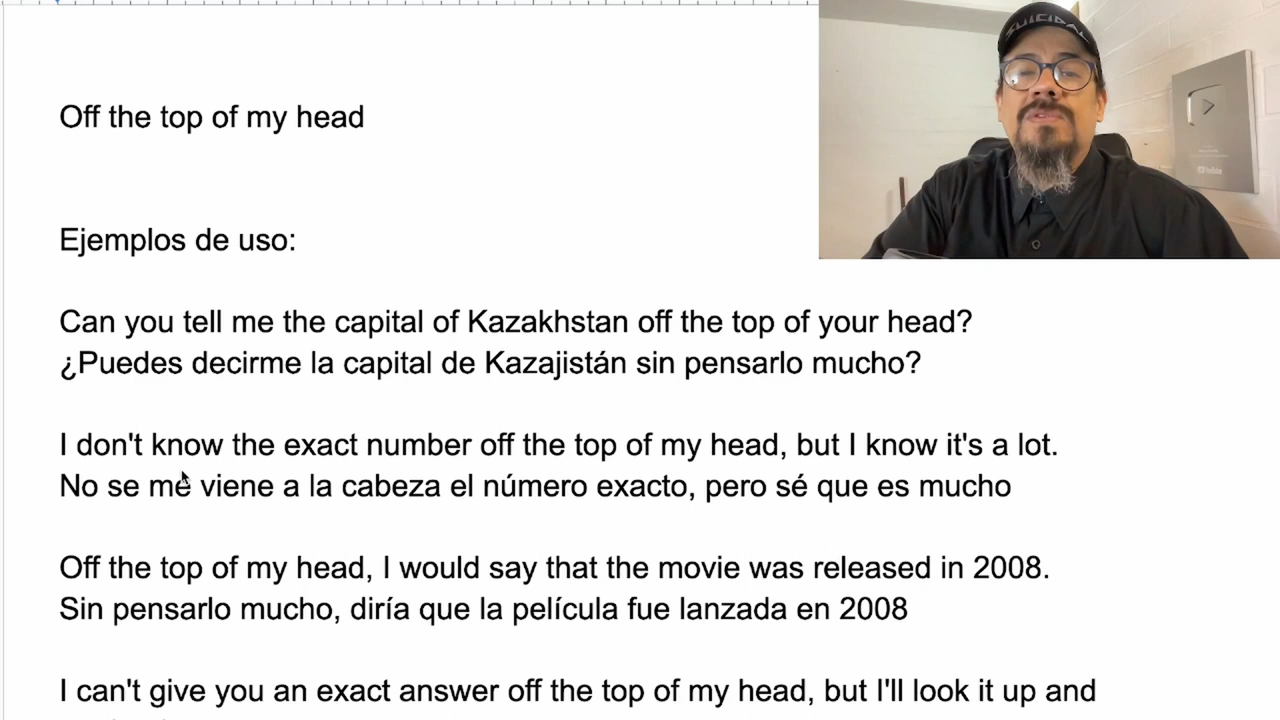 Off the top of my head
SUICIDAL
YouTube
Ejemplos de uso:
Can you tell me the capital of Kazakhstan off the top of your head?
¿Puedes decirme la capital de Kazajistán sin pensarlo mucho?
I don't know the exact number off the top of my head, but I know it's a lot.
No se me viene a la cabeza el número exacto, pero sé que es mucho
Off the top of my head, I would say that the movie was released in 2008.
Sin pensarlo mucho, diría que la película fue lanzada en 2008
I can't give you an exact answer off the top of my head, but I'll look it up and